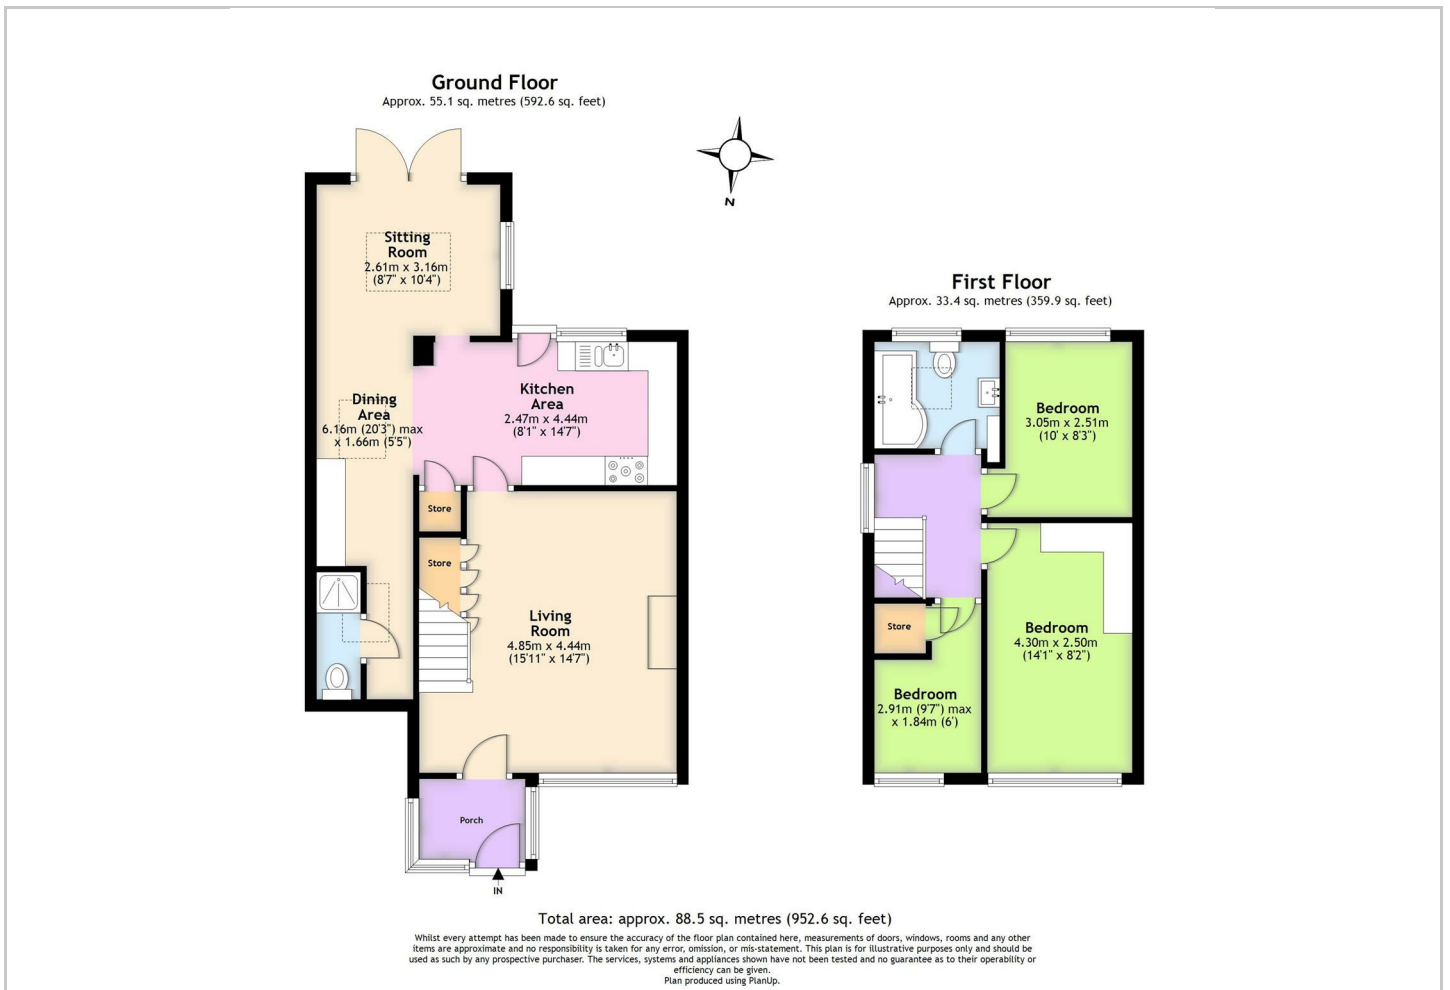 Ground Floor
Approx. 55.1 sq. metres (592.6 sq. feet)
Sitting
Room
2.61m x 3.16m
(8'7" x 10'4")
Dining
Area
6.16m (20'3") max
x 1.66m (5'5")
Kitchen
Area
2.47m x 4.44m
(8'1" x 14'7")
Store
Store
Living
Room
4.85m x 4.44m
(15'11" x 14'7")
Porch
IN
N
First Floor
Approx. 33.4 sq. metres (359.9 sq. feet)
Bedroom
3.05m x 2.51m
(10' x 8'3")
Bedroom
4.30m x 2.50m
(14'1" x 8'2")
Store
Bedroom
2.91m (9'7") max
x 1.84m (6')
Total area: approx. 88.5 sq. metres (952.6 sq. feet)
Whilst every attempt has been made to ensure the accuracy of the floor plan contained here, measurements of doors, windows, rooms and any other
items are approximate and no responsibility is taken for any error, omission, or mis-statement. This plan is for illustrative purposes only and should be
used as such by any prospective purchaser. The services, systems and appliances shown have not been tested and no guarantee as to their operability or
efficiency can be given.
Plan produced using PlanUp.